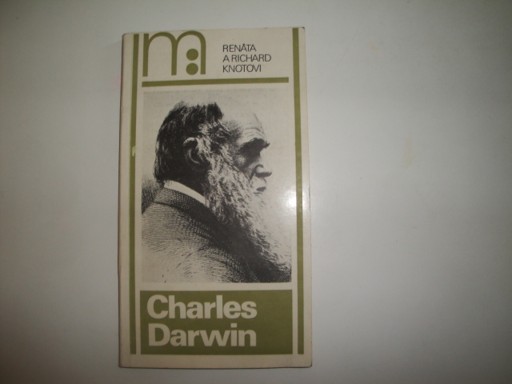 m:
RENÁTA
A RICHARD
KNOTOVI
Charles
Darwin